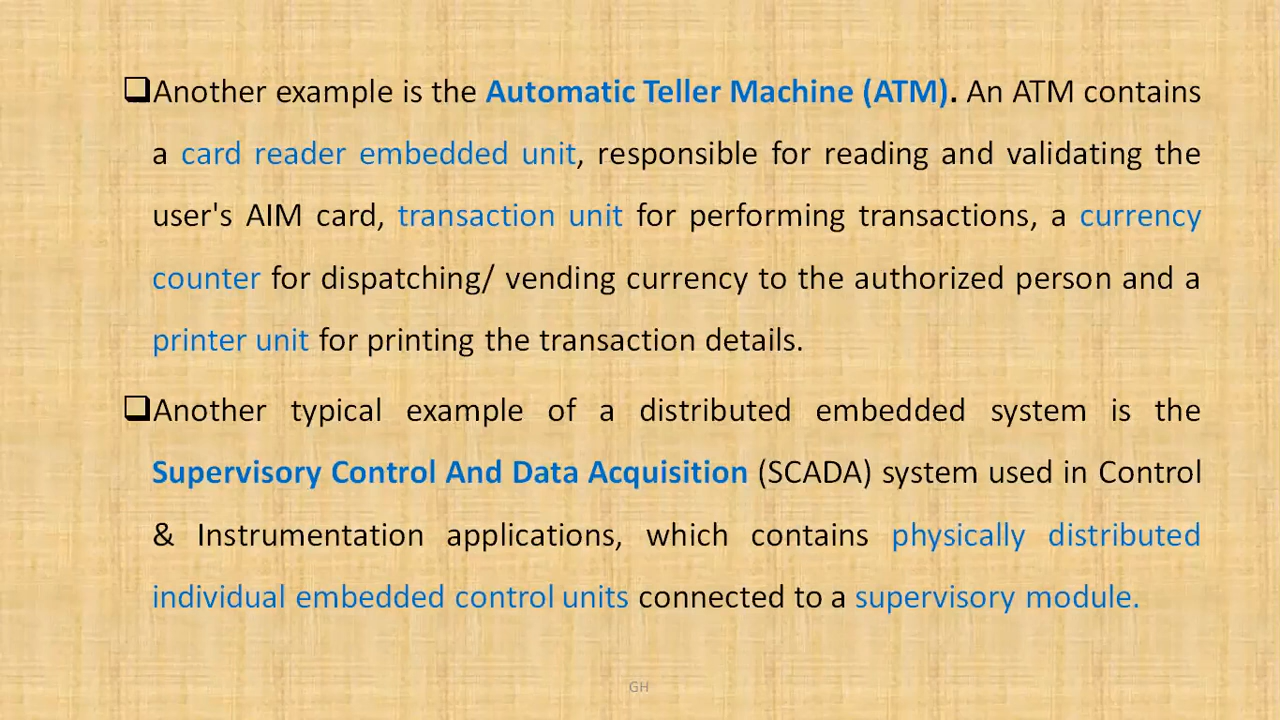 ❑Another example is the Automatic Teller Machine (ATM). An ATM contains
a card reader embedded unit, responsible for reading and validating the
user's AIM card, transaction unit for performing transactions, a currency
counter for dispatching/ vending currency to the authorized person and a
printer unit for printing the transaction details.
❑Another typical example of a distributed embedded system is the
Supervisory Control And Data Acquisition (SCADA) system used in Control
& Instrumentation applications, which contains physically distributed
individual embedded control units connected to a supervisory module.
GH